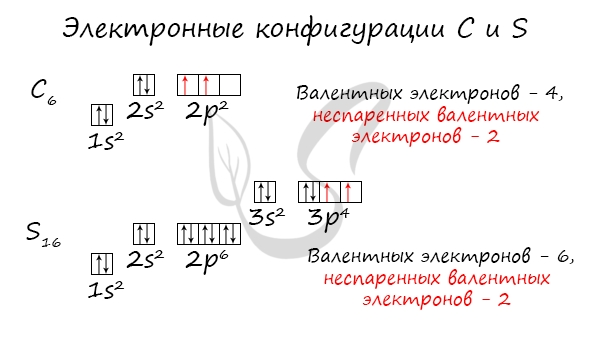 Электронные конфигурации C и S
C₆
1s²
2s²
2p²
Валентных электронов - 4,
неспаренных валентных
электронов - 2
S₁₆
1s²
2s²
2p⁶
3s²
3p⁴
Валентных электронов - 6,
неспаренных валентных
электронов - 2